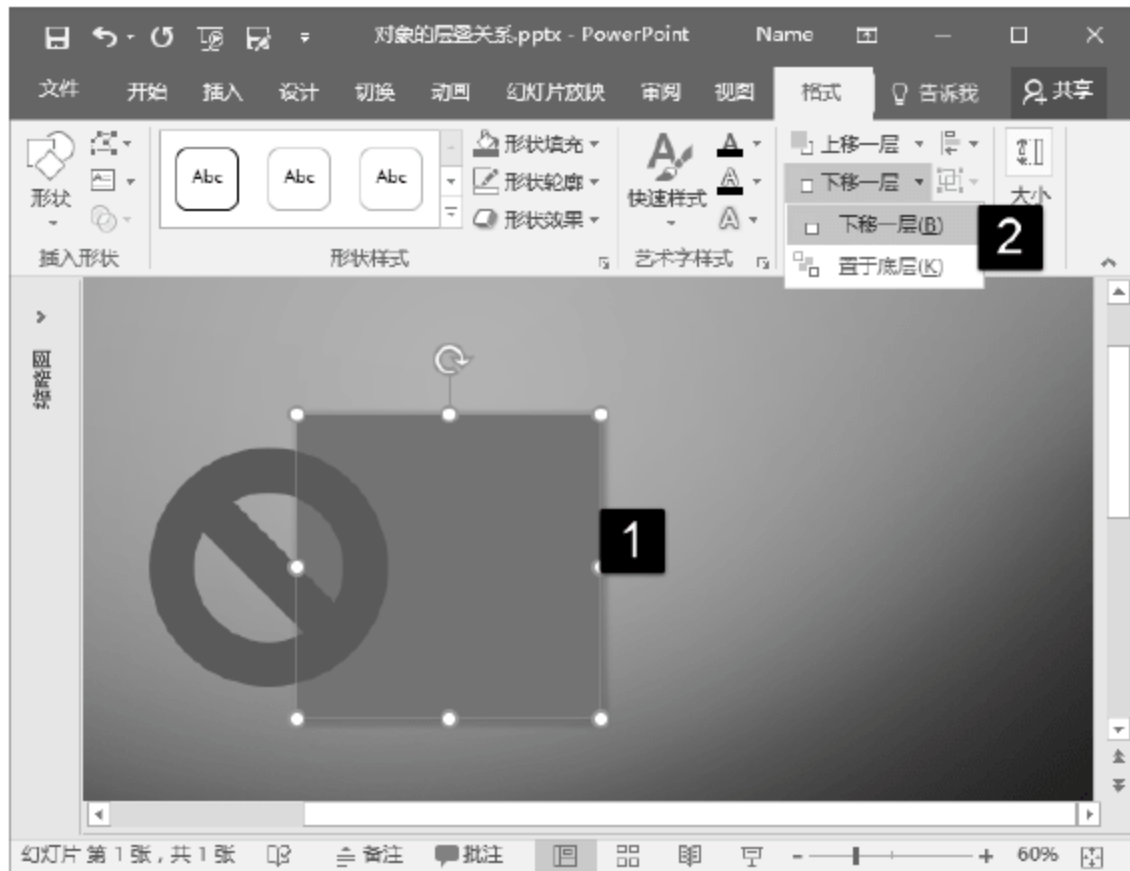 对象的层叠关系.pptx - PowerPoint Name
文件 开始 插入 设计 切换 动画 幻灯片放映 审阅 视图 格式 告诉我 共享
形状
Abc Abc Abc
形状填充
形状轮廓
形状效果
快速样式
上移一层
下移一层
大小
下移一层(B)
置于底层(K)
2
插入形状 形状样式 艺术字样式
缩略图
1
幻灯片 第 1 张，共 1 张 备注 批注 60%